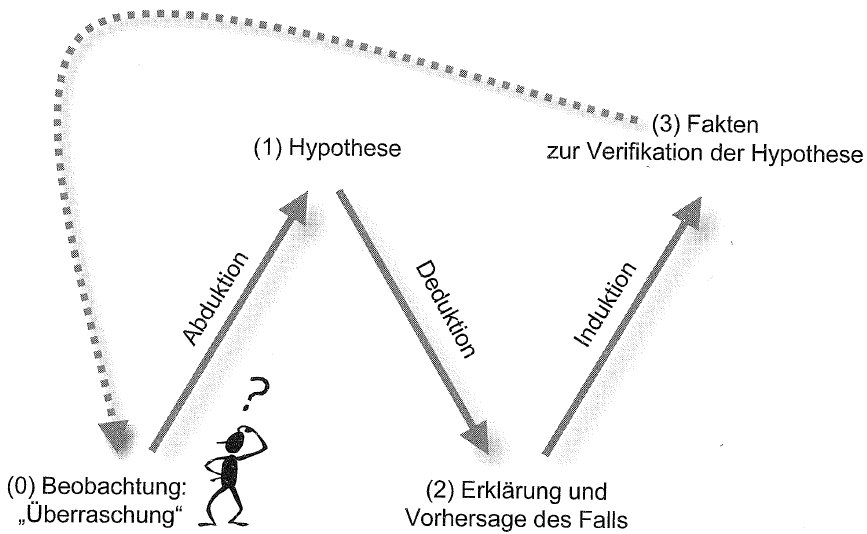 (3) Fakten
zur Verifikation der Hypothese
(1) Hypothese
Abduktion
Deduktion
Induktion
?
(0) Beobachtung:
„Überraschung“
(2) Erklärung und
Vorhersage des Falls